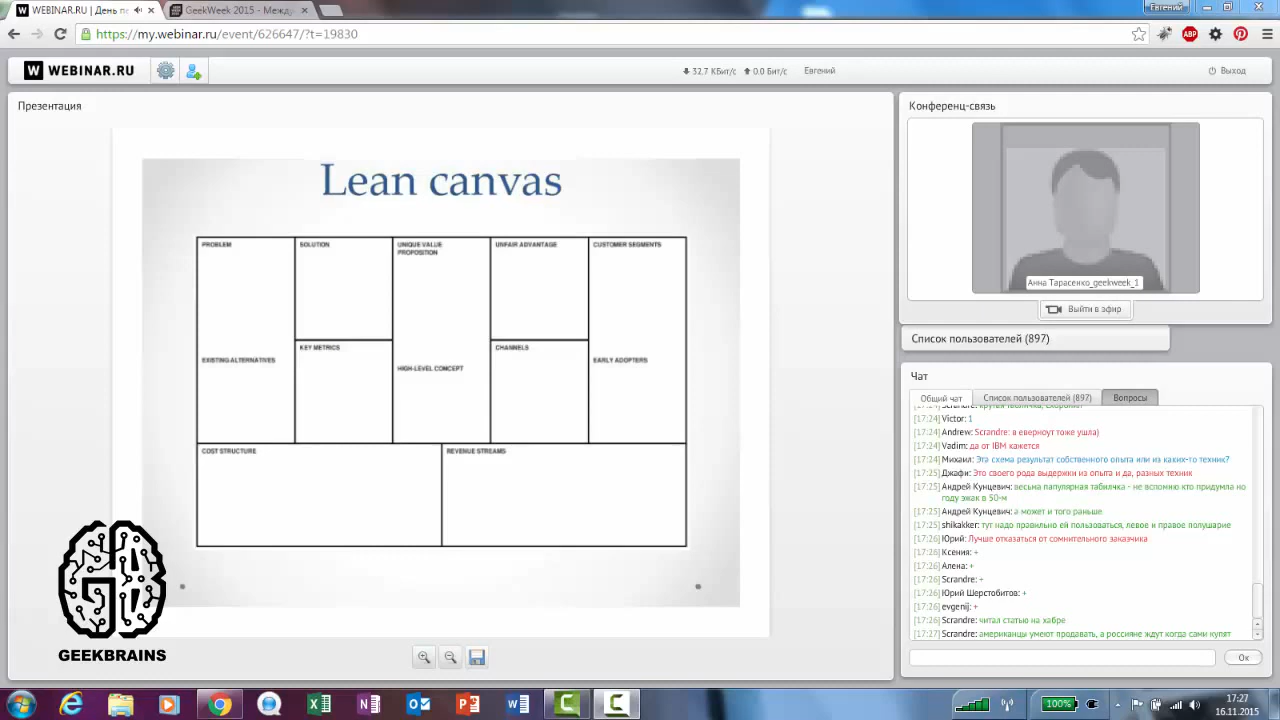 WEBINAR.RU | День по
GeekWeek 2015 - Между
Евгений
https://my.webinar.ru/event/626647/?t=19830
ABP
W WEBINAR.RU
32.7 КБит/с
0.0 Бит/с
Евгений
Выход
Презентация
Lean canvas
PROBLEM
SOLUTION
UNIQUE VALUE
PROPOSITION
UNFAIR ADVANTAGE
CUSTOMER SEGMENTS
EXISTING ALTERNATIVES
KEY METRICS
HIGH-LEVEL CONCEPT
CHANNELS
EARLY ADOPTERS
COST STRUCTURE
REVENUE STREAMS
GEEKBRAINS
Конференц-связь
Анна Тарасенко_geekweek_1
Выйти в эфир
Список пользователей (897)
Чат
Общий чат
Список пользователей (897)
Вопросы
[17:24] Victor: 1
[17:24] Andrew: Scrandre: в еверноут тоже ушла)
[17:24] Vadim: да от IBM кажется
[17:24] Михаил: Эта схема результат собственного опыта или из каких-то техник?
[17:25] Джафи: Это своего рода выдержки из опыта и да, разных техник
[17:25] Андрей Кунцевич: весьма папулярная табилчка - не вспомню кто придумла но
году эжак в 50-м
[17:25] Андрей Кунцевич: а может и того раньше
[17:25] shikakker: тут надо правильно ей пользоваться, левое и правое полушарие
[17:26] Юрий: Лучше отказаться от сомнительного заказчика
[17:26] Ксения: +
[17:26] Алена: +
[17:26] Scrandre: +
[17:26] Юрий Шерстобитов: +
[17:26] evgenij: +
[17:26] Scrandre: читал статью на хабре
[17:27] Scrandre: американцы умеют продавать, а россияне ждут когда сами купят
Ок
100%
17:27
16.11.2015